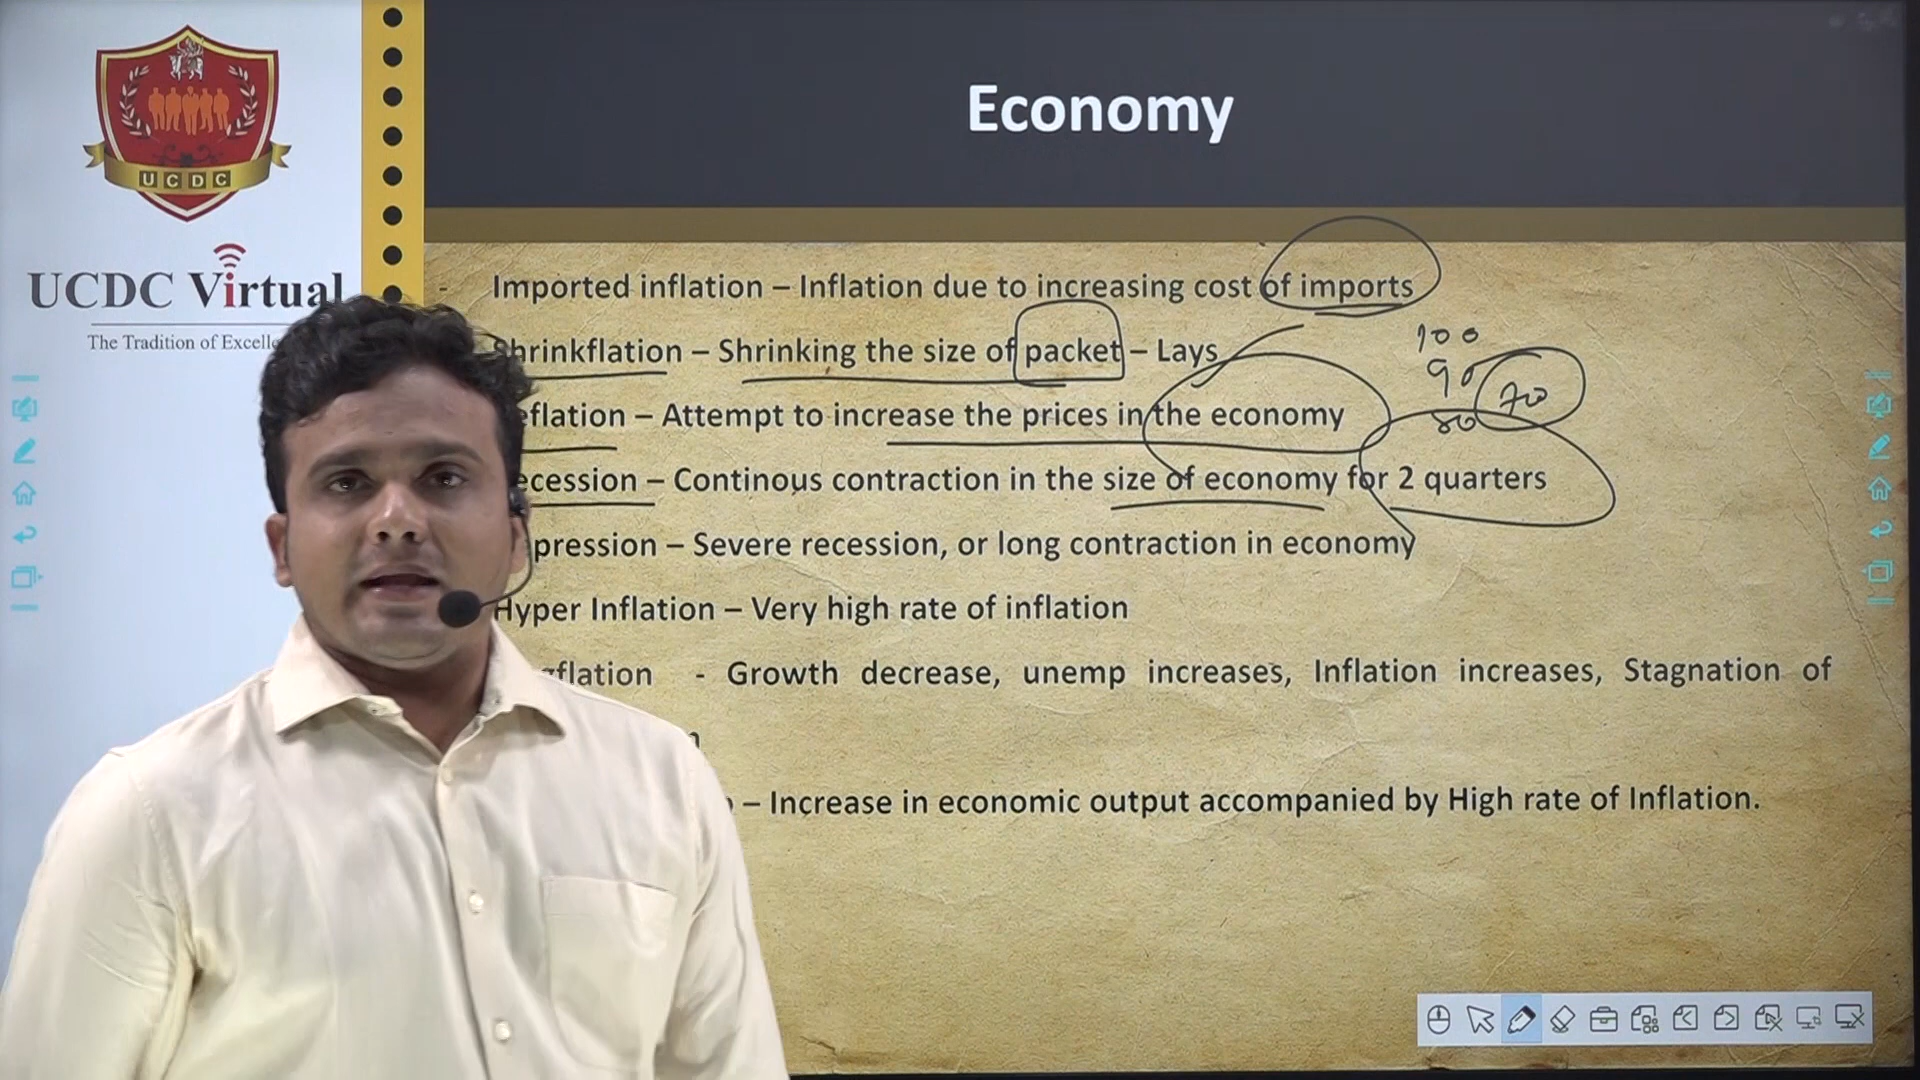 UCDC
UCDC Virtual
The Tradition of
Economy
- Imported inflation – Inflation due to increasing cost of imports
Shrinkflation – Shrinking the size of packet – Lays
100
90
70
80
eflation – Attempt to increase the prices in the economy
ecession – Continous contraction in the size of economy for 2 quarters
pression – Severe recession, or long contraction in economy
Hyper Inflation – Very high rate of inflation
gflation - Growth decrease, unemp increases, Inflation increases, Stagnation of
– Increase in economic output accompanied by High rate of Inflation.